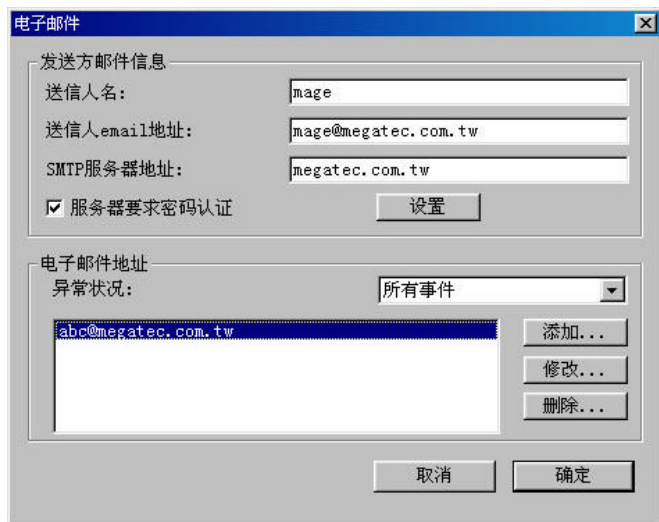 电子邮件
发送方邮件信息
送信人名: mage
送信人email地址: mage@megatec.com.tw
SMTP服务器地址: megatec.com.tw
服务器要求密码认证 设置
电子邮件地址
异常状况: 所有事件
abc@megatec.com.tw
添加...
修改...
删除...
取消 确定